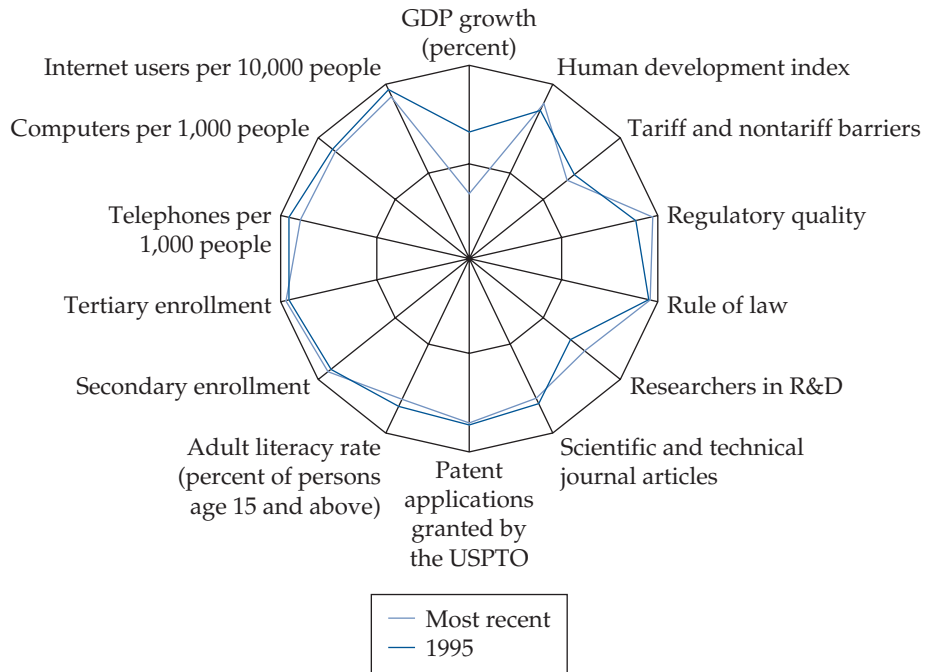 GDP growth
(percent)
Internet users per 10,000 people
Human development index
Computers per 1,000 people
Tariff and nontariff barriers
Telephones per
1,000 people
Regulatory quality
Tertiary enrollment
Rule of law
Secondary enrollment
Researchers in R&D
Adult literacy rate
(percent of persons
age 15 and above)
Patent
applications
granted by
the USPTO
Scientific and technical
journal articles
Most recent
1995